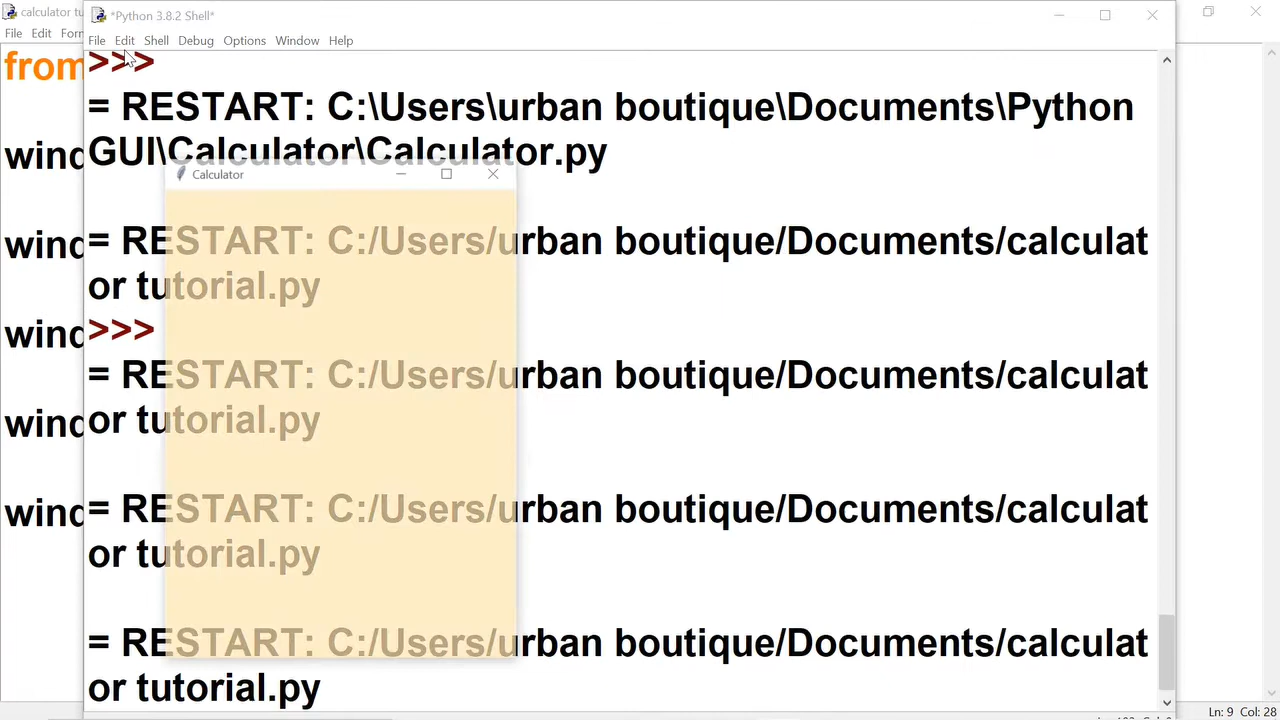 calculator tu
*Python 3.8.2 Shell*
File Edit Form
File Edit Shell Debug Options Window Help
from
>>>
= RESTART: C:\Users\urban boutique\Documents\Python
GUI\Calculator\Calculator.py
wind
Calculator
= RESTART: C:/Users/urban boutique/Documents/calculat
or tutorial.py
wind
>>>
wind
= RESTART: C:/Users/urban boutique/Documents/calculat
or tutorial.py
wind
= RESTART: C:/Users/urban boutique/Documents/calculat
or tutorial.py
wind
= RESTART: C:/Users/urban boutique/Documents/calculat
or tutorial.py
Ln: 9 Col: 28